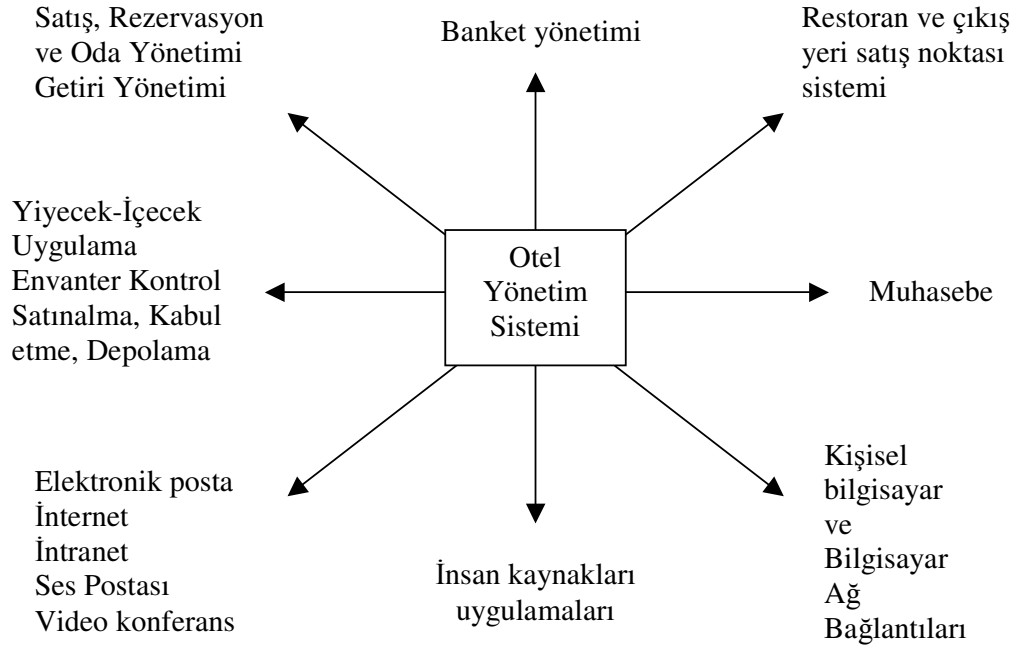 Satış, Rezervasyon
ve Oda Yönetimi
Getiri Yönetimi
Banket yönetimi
Restoran ve çıkış
yeri satış noktası
sistemi
Yiyecek-İçecek
Uygulama
Envanter Kontrol
Satınalma, Kabul
etme, Depolama
Otel
Yönetim
Sistemi
Muhasebe
Elektronik posta
İnternet
İntranet
Ses Postası
Video konferans
İnsan kaynakları
uygulamaları
Kişisel
bilgisayar
ve
Bilgisayar
Ağ
Bağlantıları